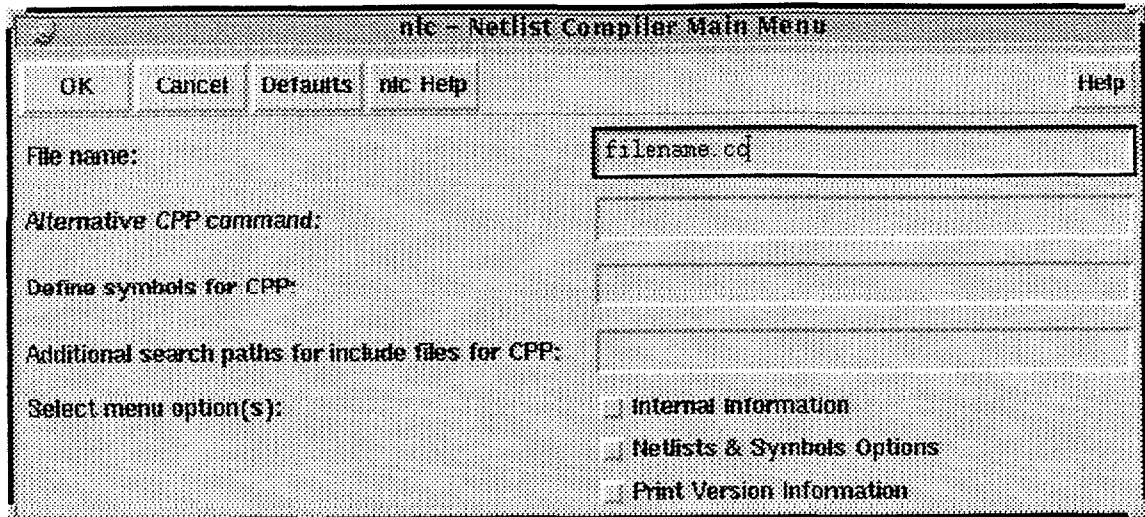 nlc - Netlist Compiler Main Menu
OK Cancel Defaults nlc Help Help
File name: filename.cc
Alternative CPP command:
Define symbols for CPP:
Additional search paths for include files for CPP:
Select menu option(s): Internal Information
Netlists & Symbols Options
Print Version Information